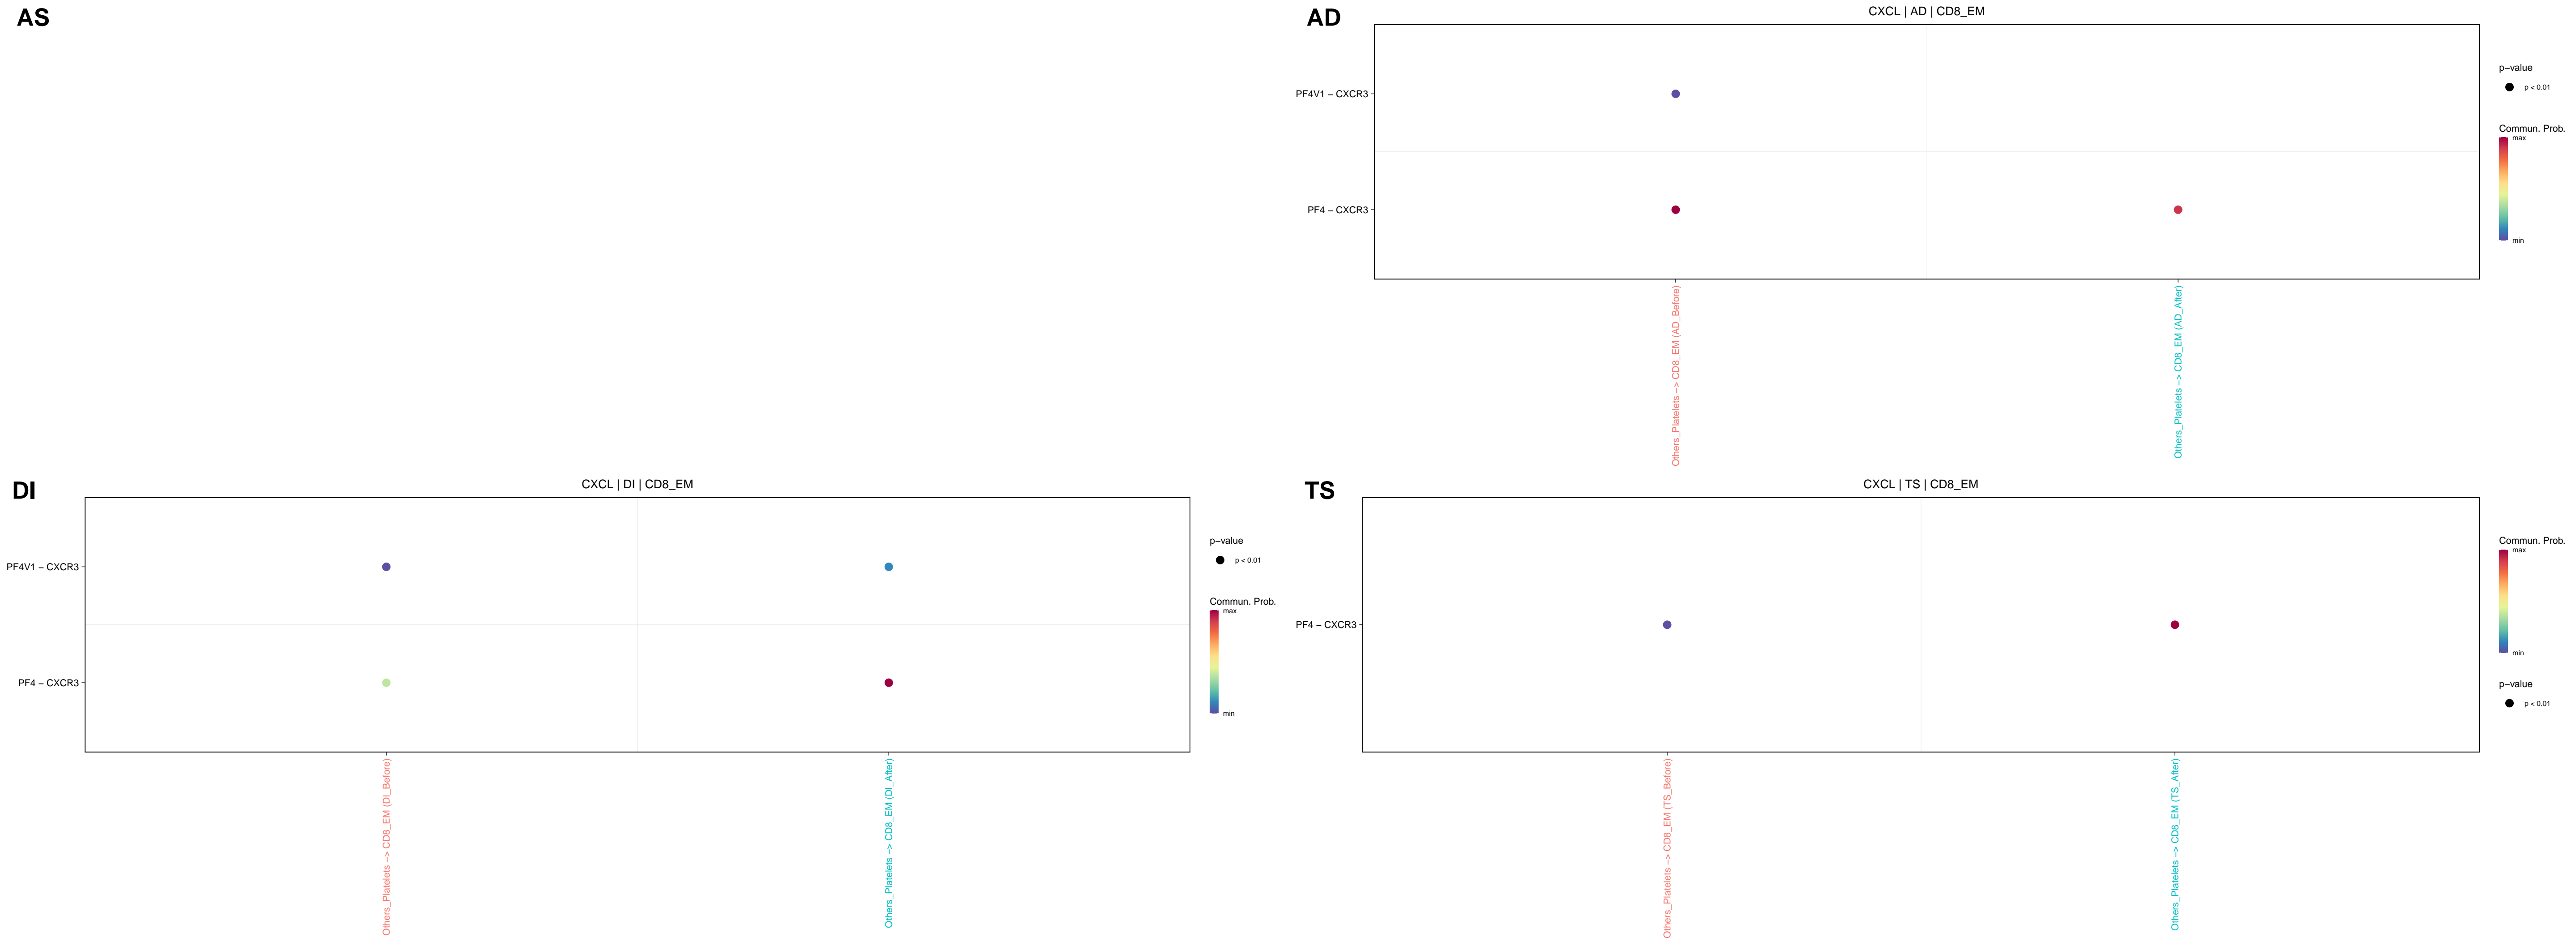 AS
AD
CXCL | AD | CD8_EM
PF4V1 – CXCR3
PF4 – CXCR3
Others_Platelets –> CD8_EM (AD_Before)
Others_Platelets –> CD8_EM (AD_After)
p–value
p < 0.01
Commun. Prob.
max
min
DI
CXCL | DI | CD8_EM
PF4V1 – CXCR3
PF4 – CXCR3
Others_Platelets –> CD8_EM (DI_Before)
Others_Platelets –> CD8_EM (DI_After)
p–value
p < 0.01
Commun. Prob.
max
min
TS
CXCL | TS | CD8_EM
PF4 – CXCR3
Others_Platelets –> CD8_EM (TS_Before)
Others_Platelets –> CD8_EM (TS_After)
Commun. Prob.
max
min
p–value
p < 0.01